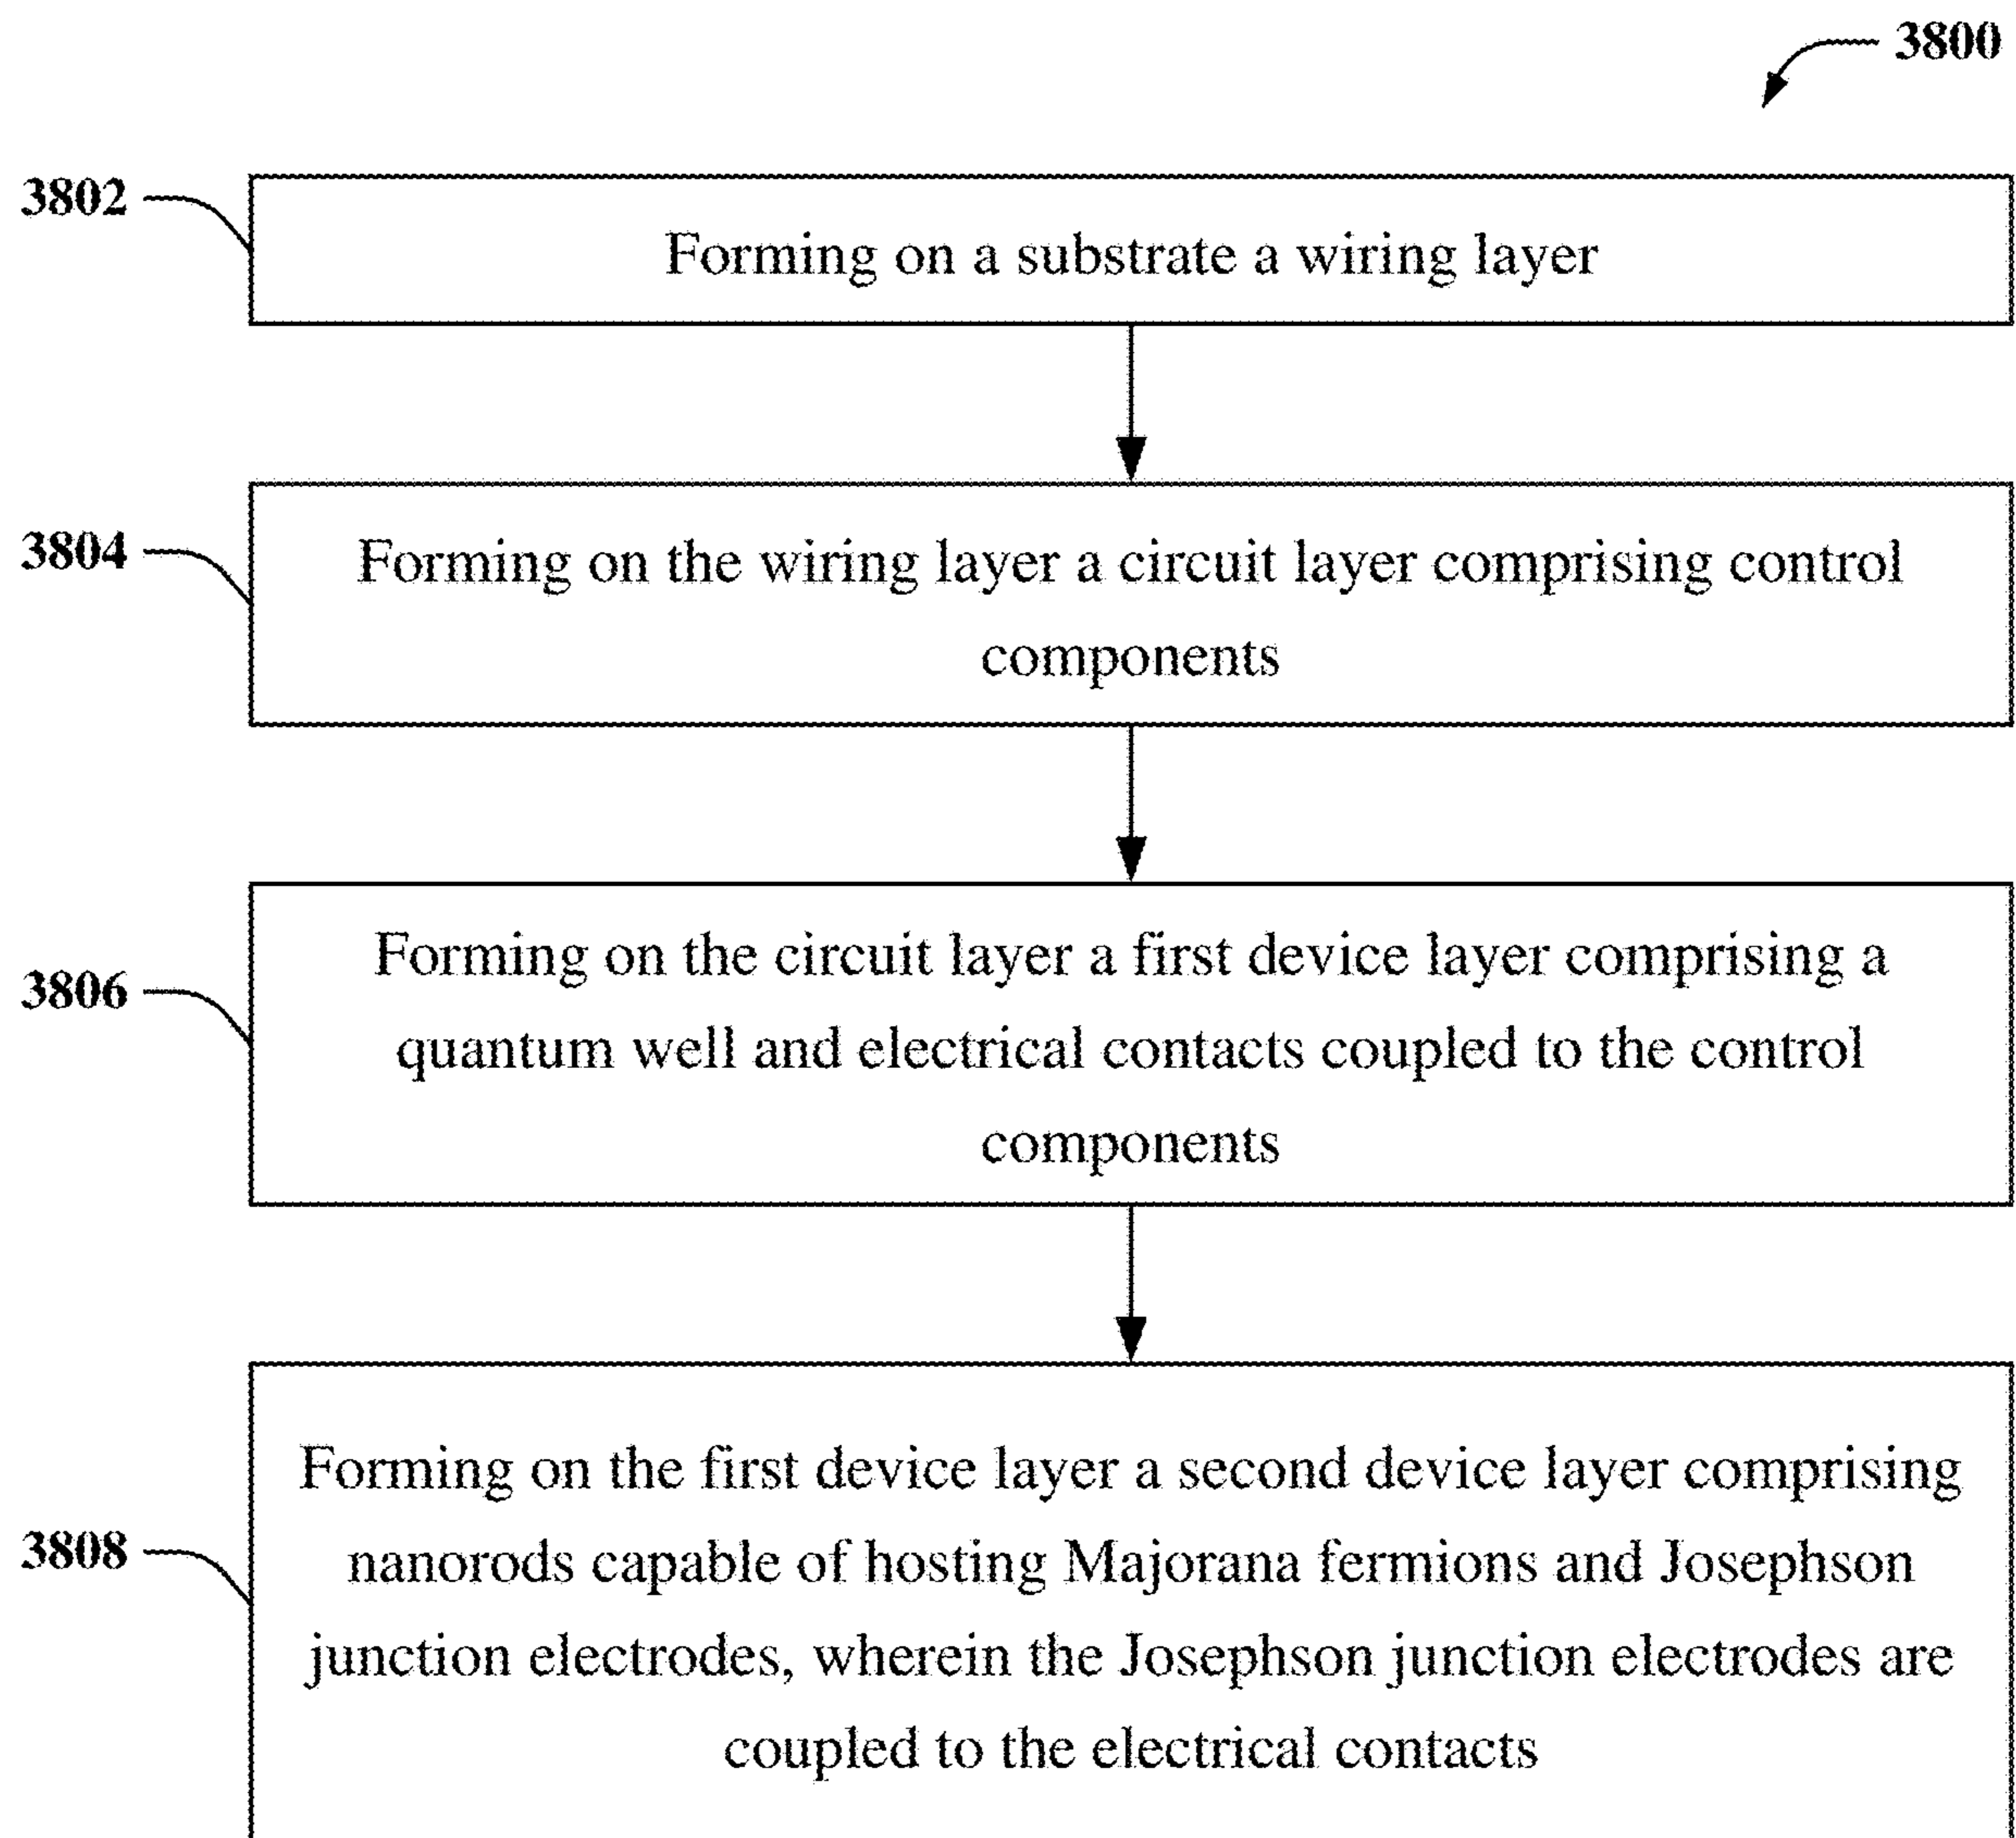 3800
3802
Forming on a substrate a wiring layer
3804
Forming on the wiring layer a circuit layer comprising control
components
3806
Forming on the circuit layer a first device layer comprising a
quantum well and electrical contacts coupled to the control
components
3808
Forming on the first device layer a second device layer comprising
nanorods capable of hosting Majorana fermions and Josephson
junction electrodes, wherein the Josephson junction electrodes are
coupled to the electrical contacts